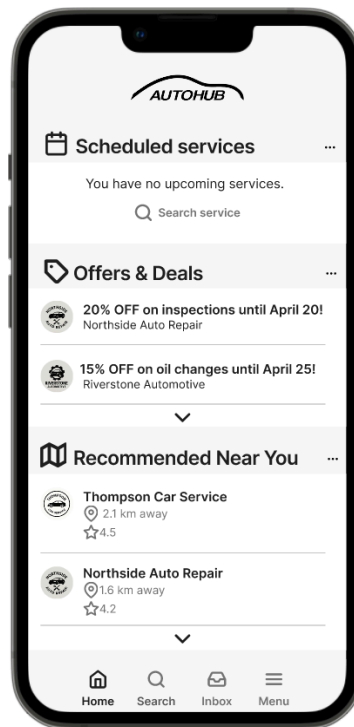 AUTOHUB
Scheduled services
You have no upcoming services.
Search service
Offers & Deals
20% OFF on inspections until April 20!
Northside Auto Repair
15% OFF on oil changes until April 25!
Riverstone Automotive
Recommended Near You
Thompson Car Service
2.1 km away
4.5
Northside Auto Repair
1.6 km away
4.2
Home Search Inbox Menu